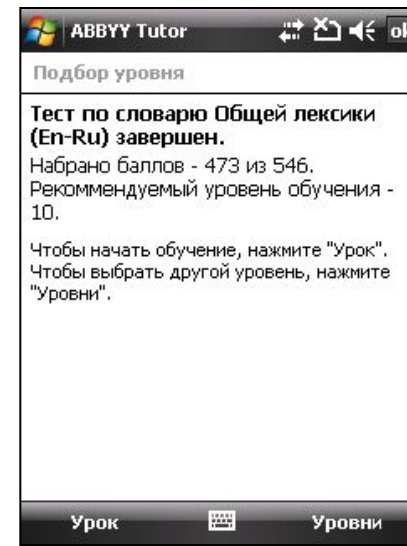 ABBYY Tutor
ok
Подбор уровня
Тест по словарю Общей лексики
(En-Ru) завершен.
Набрано баллов - 473 из 546.
Рекоммендуемый уровень обучения -
10.
Чтобы начать обучение, нажмите "Урок".
Чтобы выбрать другой уровень, нажмите
"Уровни".
Урок
Уровни